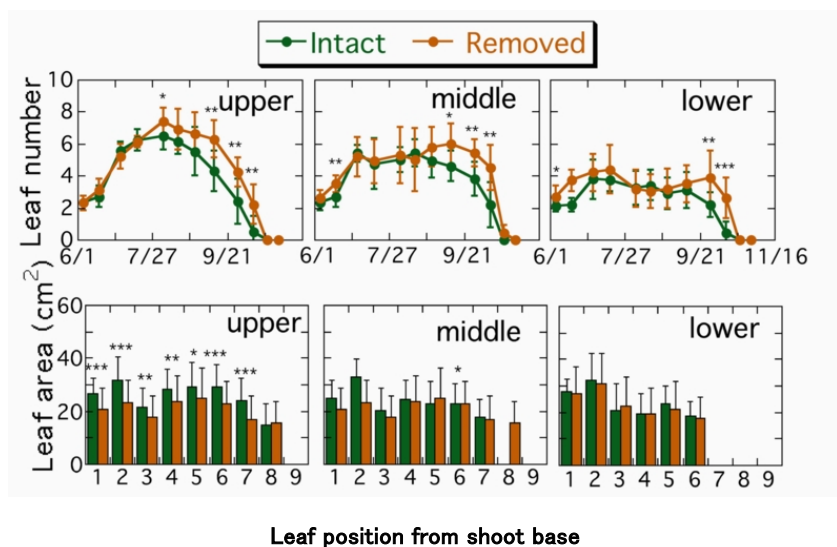 Intact Removed
Leaf number
10
8
6
4
2
0
upper
*
**
**
**
6/1 7/27 9/21
middle
**
*
**
**
6/1 7/27 9/21
lower
*
**
***
6/1 7/27 9/21 11/16
Leaf area (cm²)
60
40
20
0
upper
*** *** ** ** * *** ***
1 2 3 4 5 6 7 8 9
middle
*
1 2 3 4 5 6 7 8 9
lower
1 2 3 4 5 6 7 8 9
Leaf position from shoot base